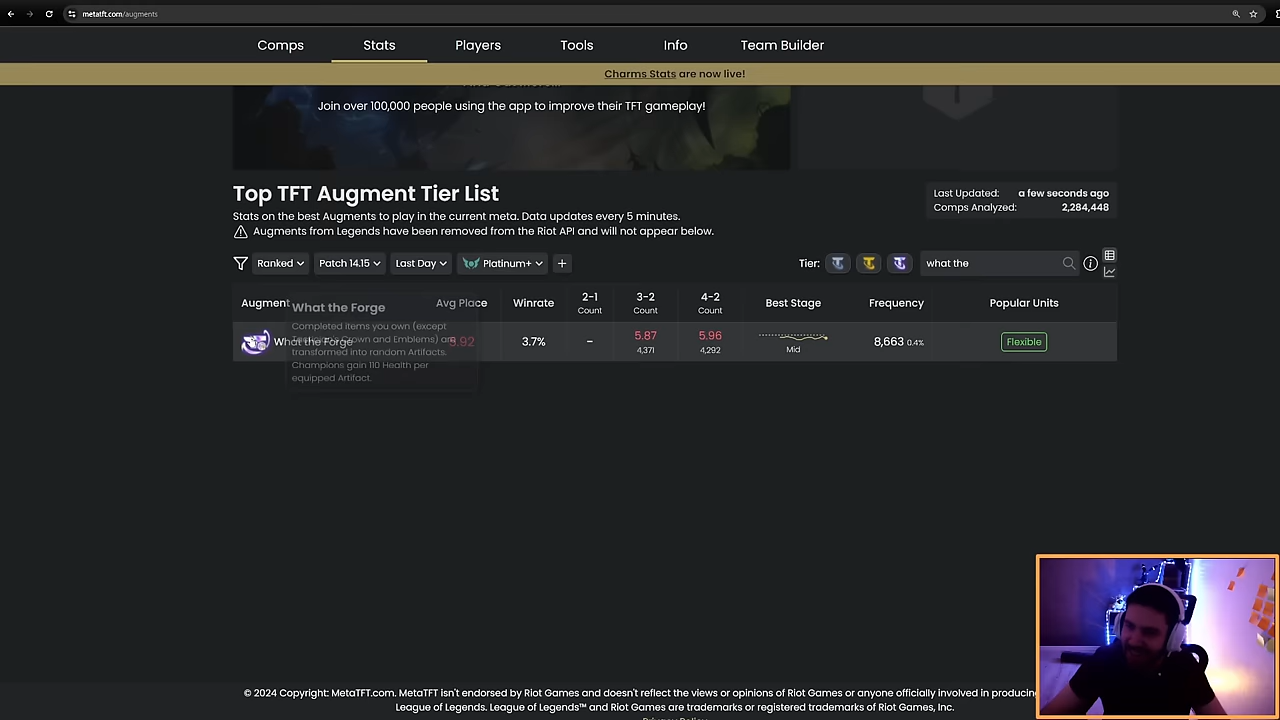 metatft.com/augments
Comps
Stats
Players
Tools
Info
Team Builder
Charms Stats are now live!
Join over 100,000 people using the app to improve their TFT gameplay!
Top TFT Augment Tier List
Stats on the best Augments to play in the current meta. Data updates every 5 minutes.
Augments from Legends have been removed from the Riot API and will not appear below.
Last Updated: a few seconds ago
Comps Analyzed: 2,284,448
Ranked
Patch 14.15
Last Day
Platinum+
Tier:
what the
Augment
Avg Place
Winrate
2-1
Count
3-2
Count
4-2
Count
Best Stage
Frequency
Popular Units
What the Forge
5.92
3.7%
–
5.87
4,371
5.96
4,292
Mid
8,663 0.4%
Flexible
What the Forge
Completed items you own (except
Crown and Emblems) are
transformed into random Artifacts.
Champions gain 110 Health per
equipped Artifact.
© 2024 Copyright: MetaTFT.com. MetaTFT isn't endorsed by Riot Games and doesn't reflect the views or opinions of Riot Games or anyone officially involved in producin
League of Legends. League of Legends™ and Riot Games are trademarks or registered trademarks of Riot Games, Inc.